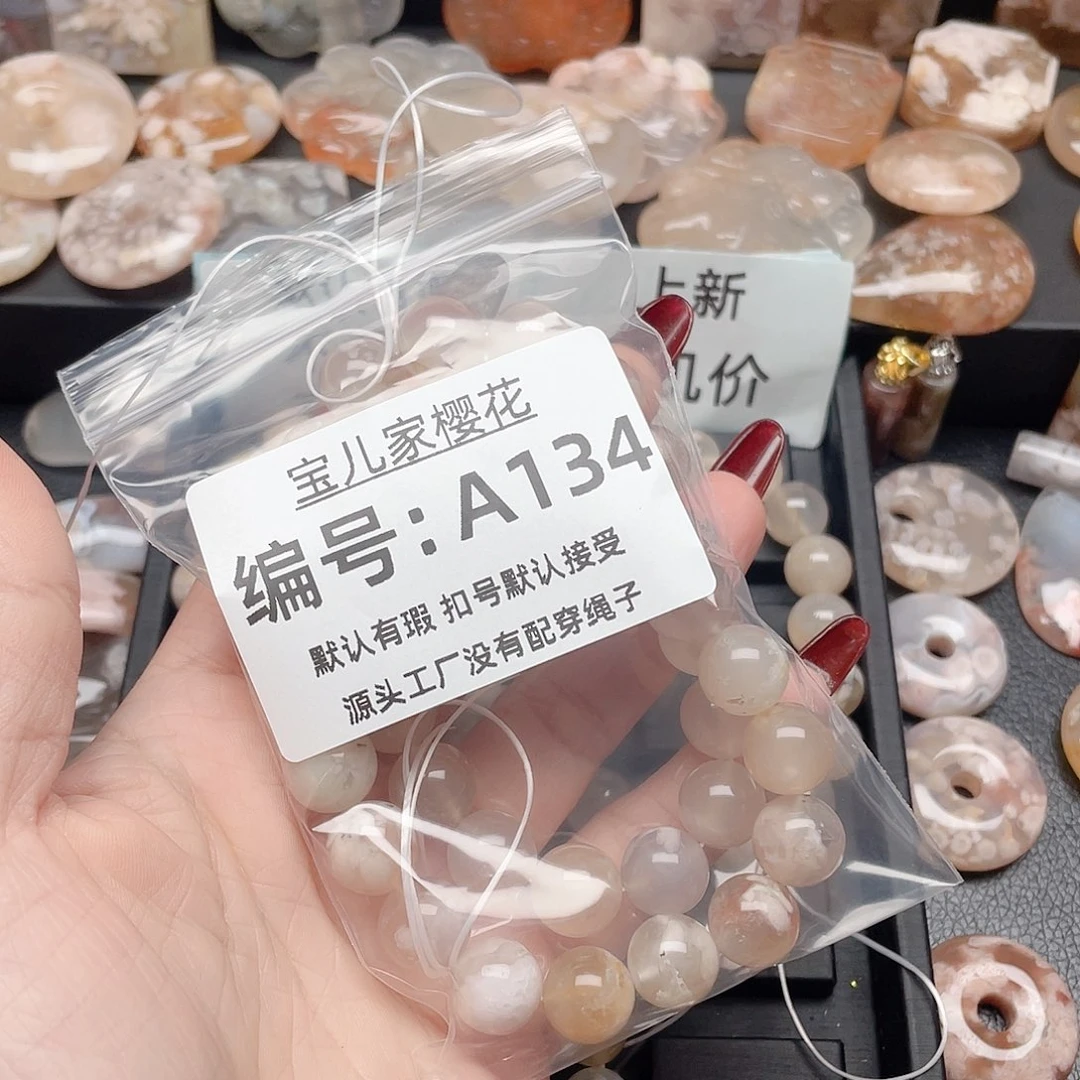 宝儿家樱花
编号:A134
默认有瑕 扣号默认接受
源头工厂没有配穿绳子
上新
机价